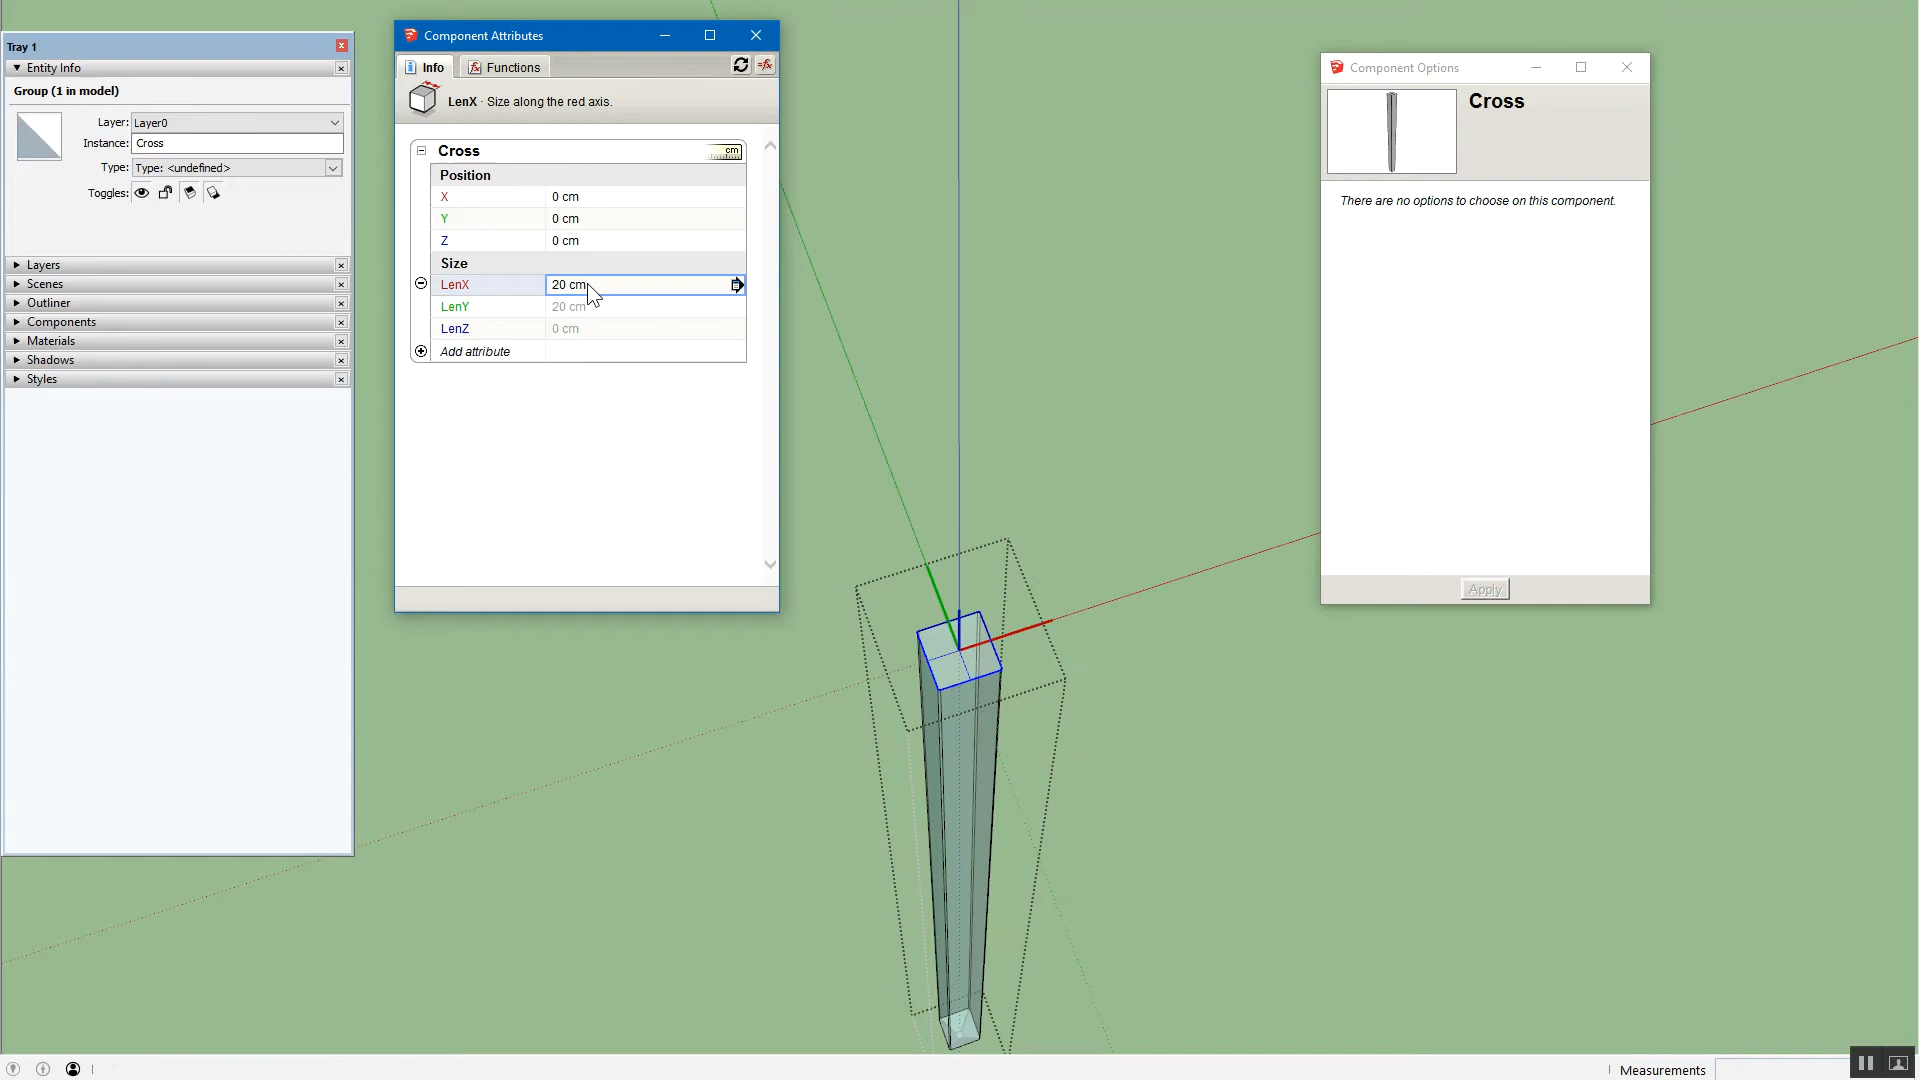 Tray 1
Entity Info
Group (1 in model)
Layer: Layer0
Instance: Cross
Type: Type: <undefined>
Toggles:
Layers
Scenes
Outliner
Components
Materials
Shadows
Styles
Component Attributes
Info Functions
LenX · Size along the red axis.
Cross cm
Position
X 0 cm
Y 0 cm
Z 0 cm
Size
LenX 20 cm
LenY 20 cm
LenZ 0 cm
Add attribute
Component Options
Cross
There are no options to choose on this component.
Apply
Measurements